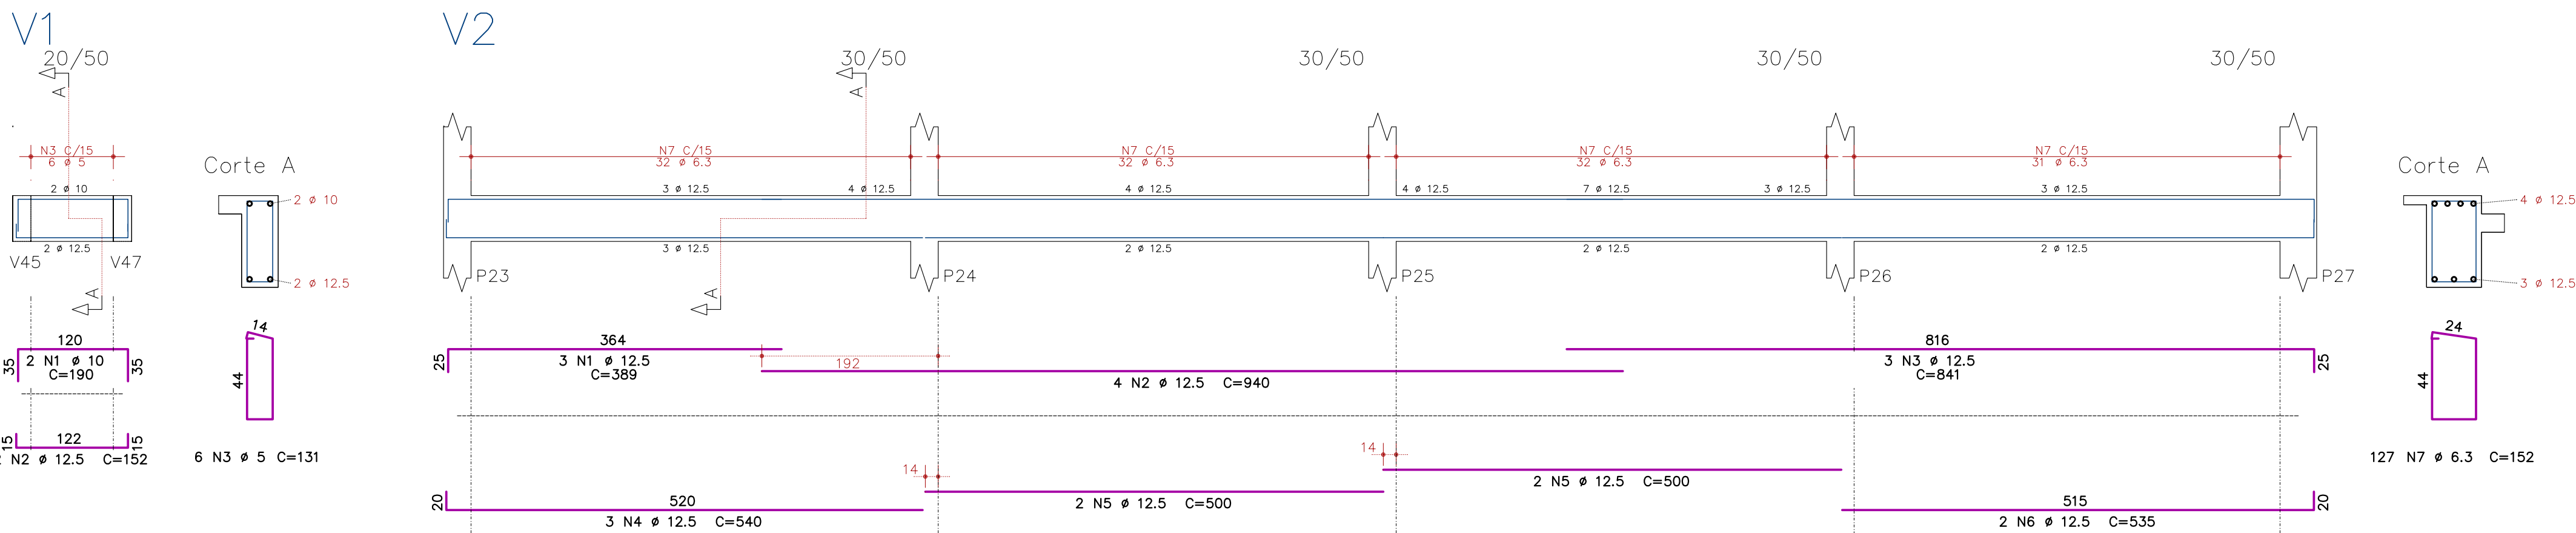 V1
20/50
A
N3 C/15
6 ø 5
2 ø 10
2 ø 12.5
V45
V47
A
Corte A
2 ø 10
2 ø 12.5
120
35
2 N1 ø 10
C=190
35
122
15
15
N2 ø 12.5 C=152
14
44
6 N3 ø 5 C=131
V2
30/50
30/50
30/50
30/50
A
N7 C/15
32 ø 6.3
N7 C/15
32 ø 6.3
N7 C/15
32 ø 6.3
N7 C/15
31 ø 6.3
3 ø 12.5
4 ø 12.5
4 ø 12.5
4 ø 12.5
7 ø 12.5
3 ø 12.5
3 ø 12.5
3 ø 12.5
2 ø 12.5
2 ø 12.5
2 ø 12.5
P23
P24
P25
P26
P27
A
364
25
3 N1 ø 12.5
C=389
192
4 N2 ø 12.5 C=940
816
3 N3 ø 12.5
C=841
25
14
14
2 N5 ø 12.5 C=500
20
520
3 N4 ø 12.5 C=540
2 N5 ø 12.5 C=500
515
2 N6 ø 12.5 C=535
20
Corte A
4 ø 12.5
3 ø 12.5
24
44
127 N7 ø 6.3 C=152